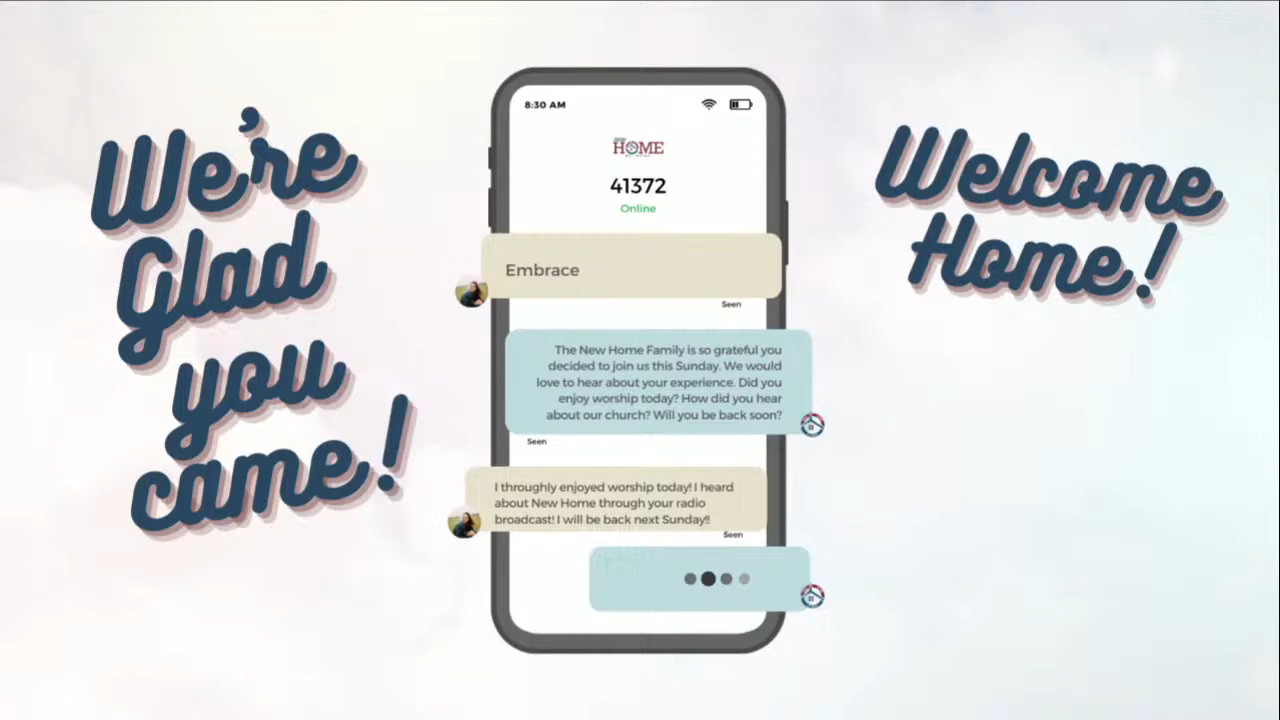 We're
Glad
you
came!
8:30 AM
HOME
41372
Online
Embrace
Seen
The New Home Family is so grateful you
decided to join us this Sunday. We would
love to hear about your experience. Did you
enjoy worship today? How did you hear
about our church? Will you be back soon?
Seen
I throughly enjoyed worship today! I heard
about New Home through your radio
broadcast! I will be back next Sunday!!
Seen
Welcome
Home!